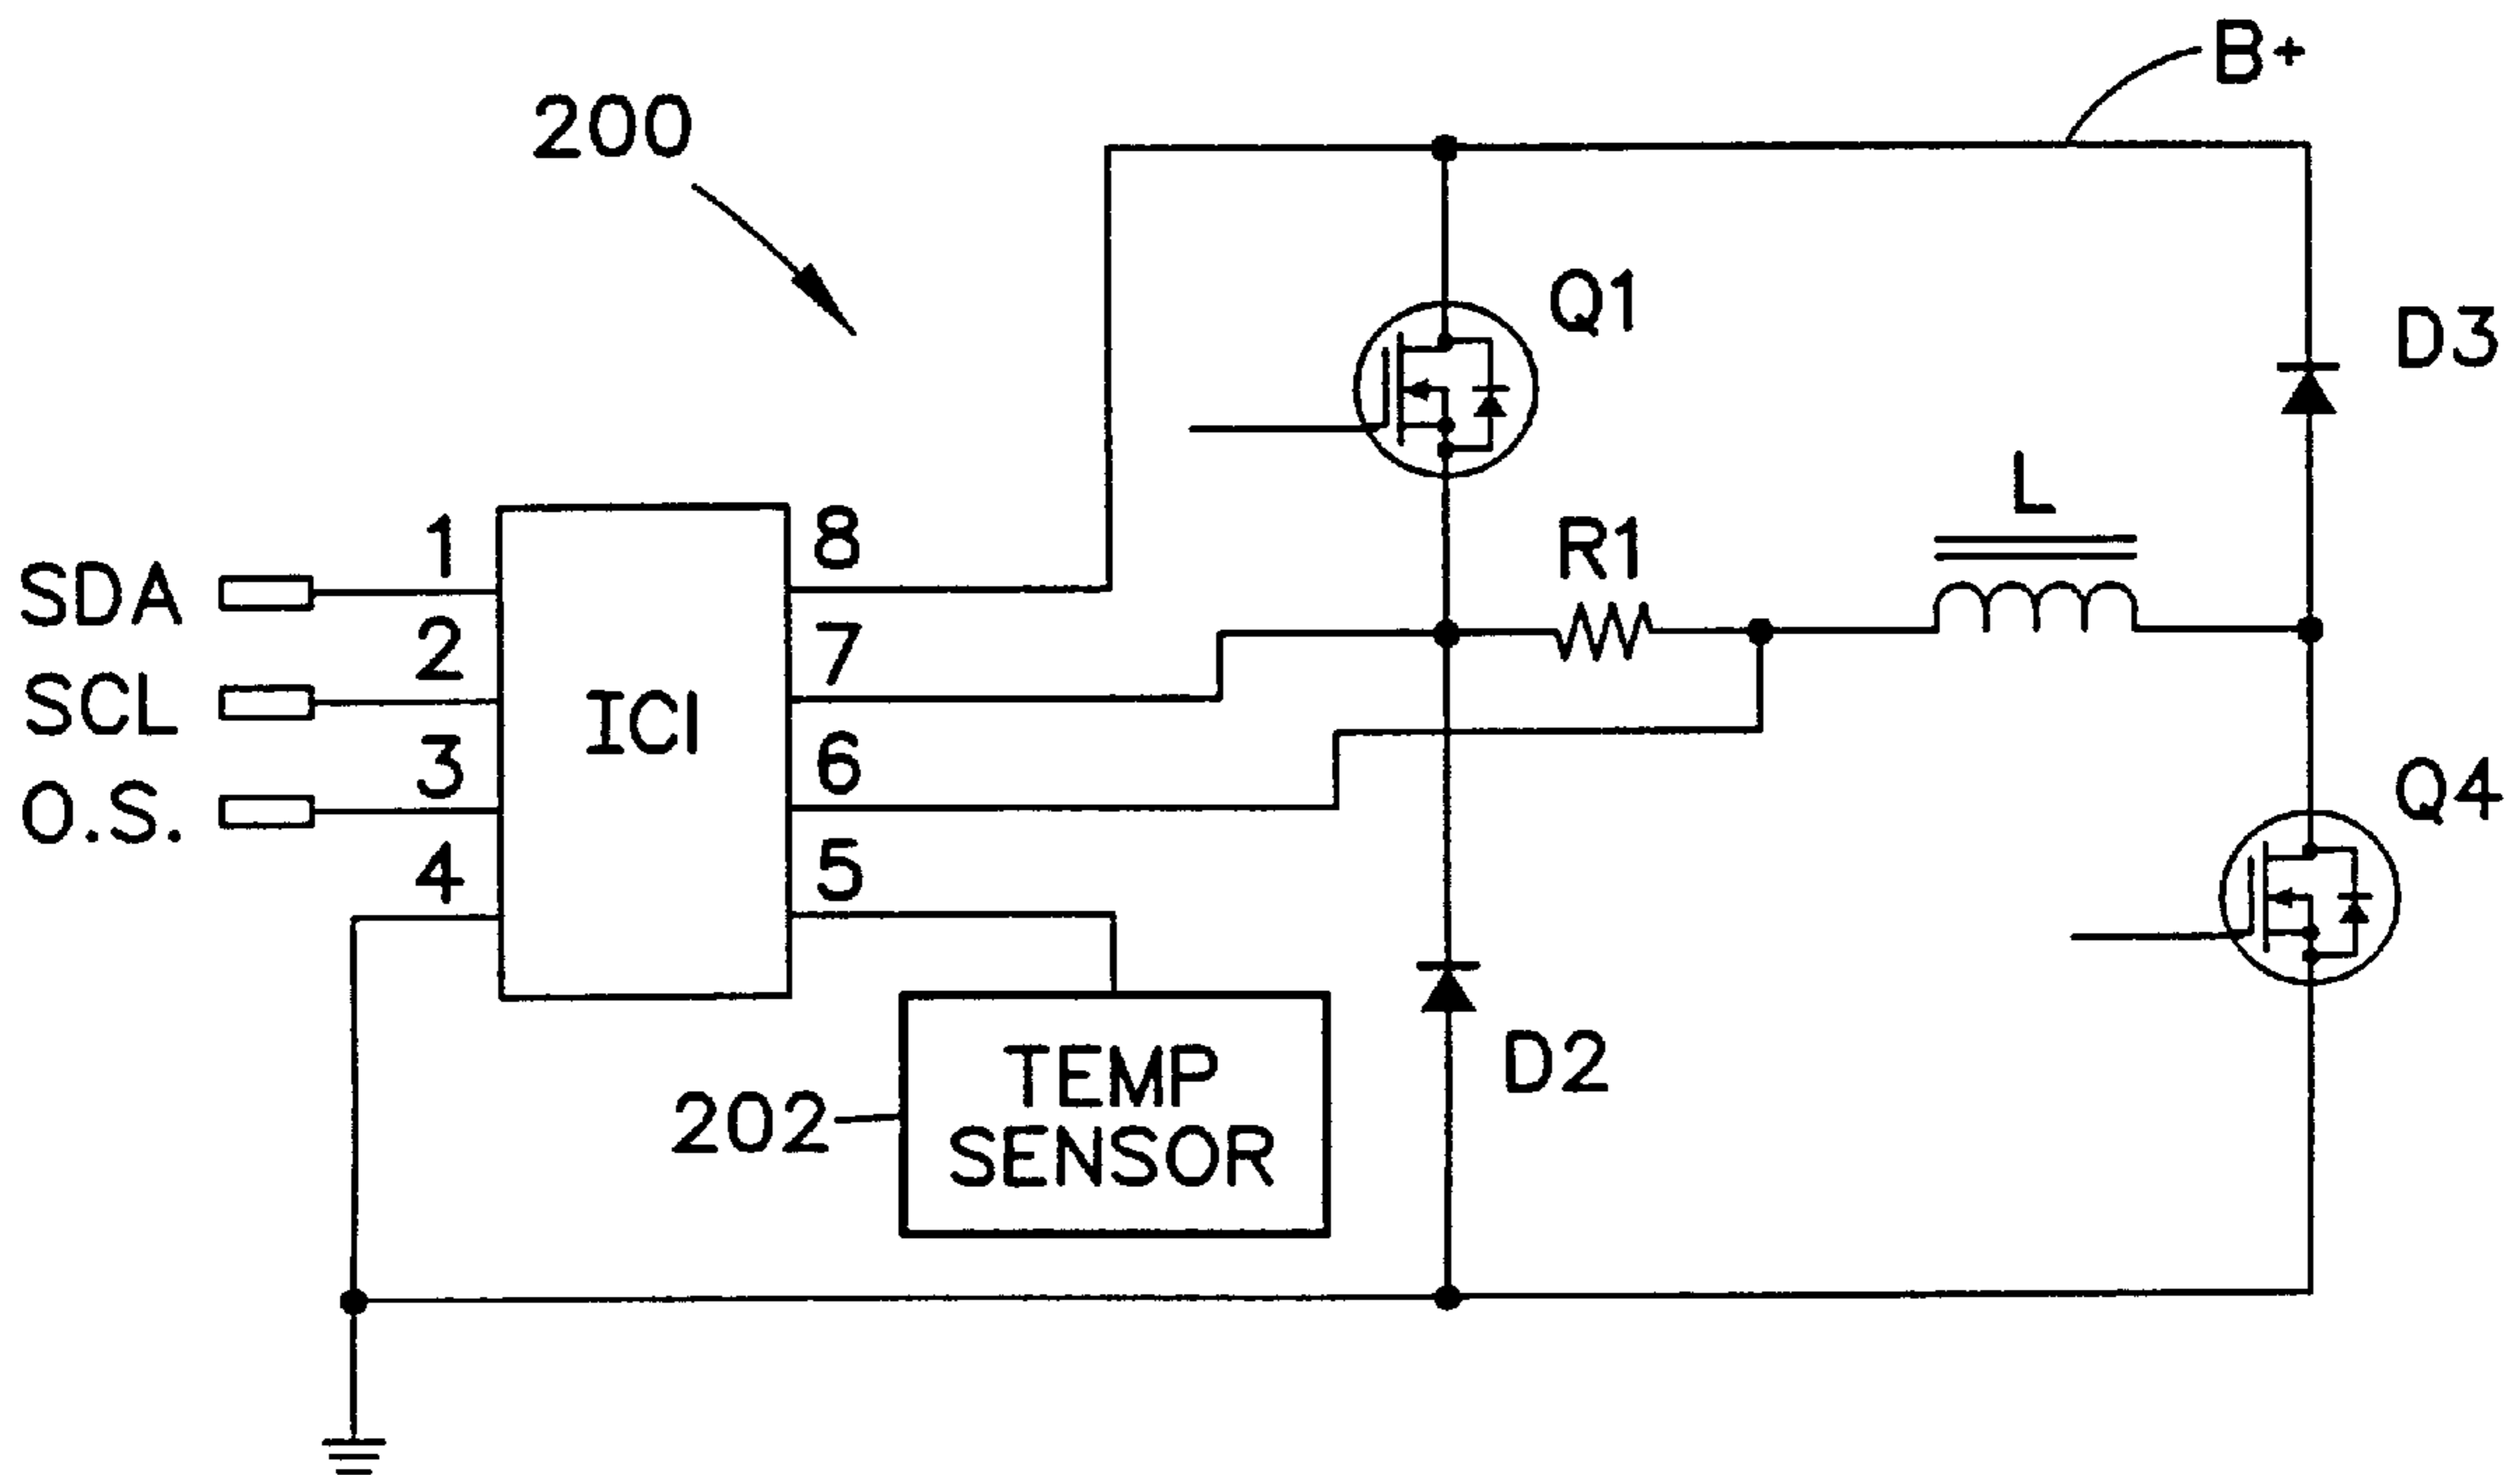 B+
200
Q1
D3
L
R1
1
8
SDA
2
7
SCL
IC1
3
6
O.S.
Q4
4
5
TEMP
SENSOR
D2
202